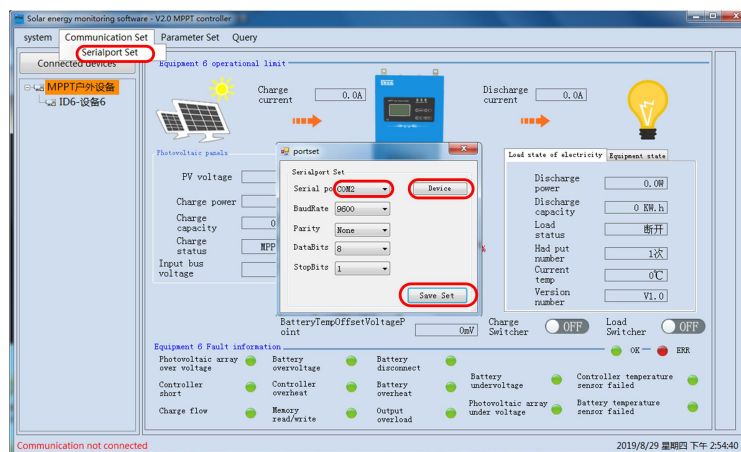 Solar energy monitoring software - V2.0 MPPT controller
system Communication Set Parameter Set Query
Serialport Set
Connected devices
MPPT户外设备
ID6-设备6
Equipment 6 operational limit
Charge current 0.0A
Discharge current 0.0A
Photovoltaic panels
PV voltage
Charge power
Charge capacity 0
Charge status MPP
Input bus voltage
portset
Serialport Set
Serial po COM2 Device
BaudRate 9600
Parity None
DataBits 8
StopBits 1
Save Set
%
Load state of electricity Equipment state
Discharge power 0.0W
Discharge capacity 0 KW.h
Load status 断开
Had put number 1次
Current temp 0℃
Version number V1.0
BatteryTempOffsetVoltageP
oint 0mV
Charge Switcher OFF
Load Switcher OFF
Equipment 6 Fault information
OK ERR
Photovoltaic array over voltage
Battery overvoltage
Battery disconnect
Battery undervoltage
Controller temperature sensor failed
Controller short
Controller overheat
Battery overheat
Photovoltaic array under voltage
Battery temperature sensor failed
Charge flow
Memory read/write
Output overload
Communication not connected
2019/8/29 星期四 下午 2:54:40